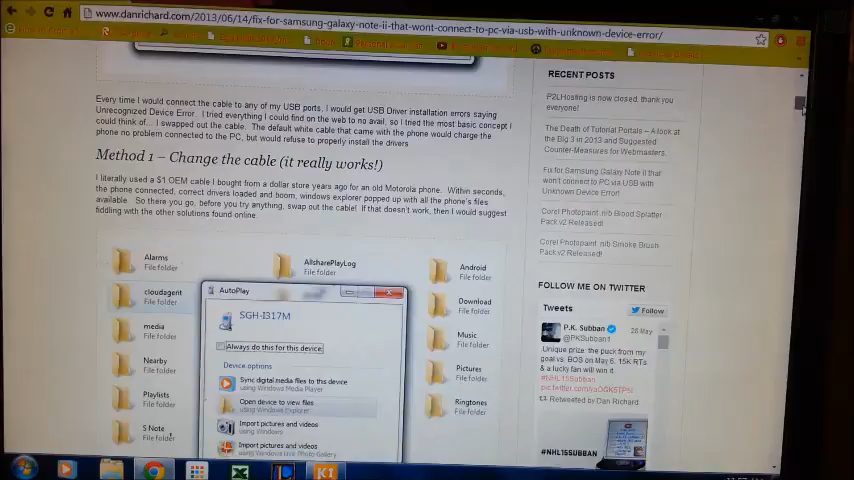 www.danrichard.com/2013/06/14/fix-for-samsung-galaxy-note-ii-that-wont-connect-to-pc-via-usb-with-unknown-device-error/
Every time I would connect the cable to any of my USB ports, I would get USB Driver installation errors saying
Unrecognized Device Error. I tried everything I could find on the web to no avail, so I tried the most basic concept I
could think of.... I swapped out the cable. The default white cable that came with the phone would charge the
phone no problem connected to the PC, but would refuse to properly install the drivers
Method 1 – Change the cable (it really works!)
I literally used a $1 OEM cable I bought from a dollar store years ago for an old Motorola phone. Within seconds,
the phone connected, correct drivers loaded and boom, windows explorer popped up with all the phone's files
available. So there you go, before you try anything, swap out the cable! If that doesn't work, then I would suggest
fiddling with the other solutions found online.
Alarms
File folder
AllsharePlayLog
File folder
Android
File folder
cloudagent
File folder
Download
File folder
media
File folder
Music
File folder
Nearby
File folder
Pictures
File folder
Playlists
File folder
Ringtones
File folder
S Note
File folder
AutoPlay
SGH-I317M
Always do this for this device:
Device options
Sync digital media files to this device
using Windows Media Player
Open device to view files
using Windows Explorer
Import pictures and videos
using Windows
Import pictures and videos
using Windows Live Photo Gallery
RECENT POSTS
P2LHosting is now closed, thank you
everyone!
The Death of Tutorial Portals – A look at
the Big 3 in 2013 and Suggested
Counter-Measures for Webmasters
Fix for Samsung Galaxy Note II that
won't connect to PC via USB with
Unknown Device Error!
Corel Photopaint .nib Blood Splatter
Pack v2 Released!
Corel Photopaint .nib Smoke Brush
Pack v2 Released!
FOLLOW ME ON TWITTER
Tweets
Follow
P.K. Subban
28 May
@PKSubban1
Unique prize: the puck from my
goal vs. BOS on May 6. 15K RTs
& a lucky fan will win it.
#NHL15Subban
Retweeted by Dan Richard
#NHL15SUBBAN
K1